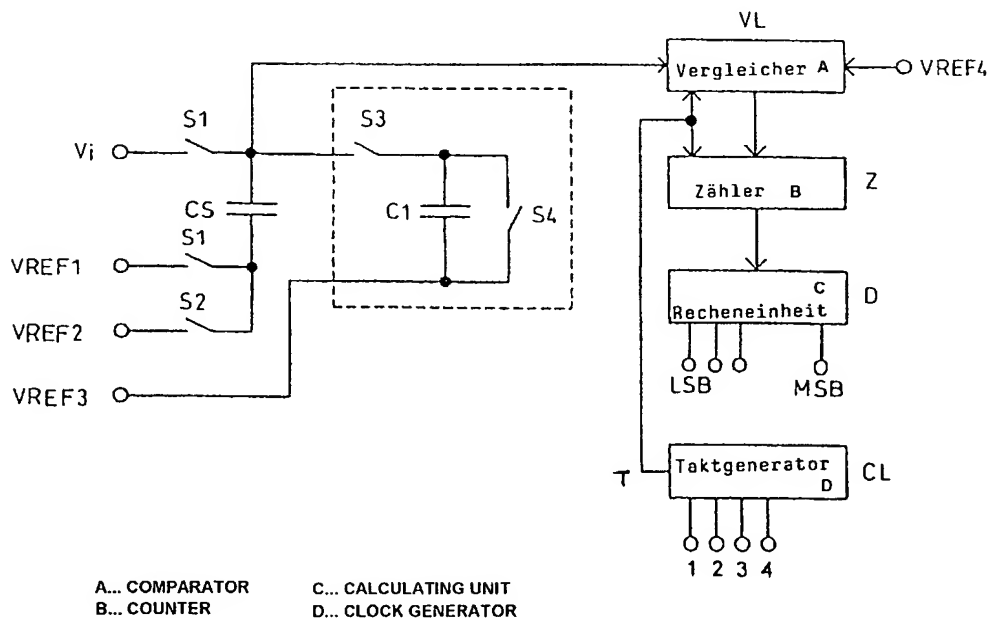 VL
Vergleicher A
VREF4
S1
S3
Vi
Zähler B
Z
CS
C1
S4
S1
VREF1
C
D
Recheneinheit
S2
VREF2
LSB
MSB
VREF3
Taktgenerator
D
CL
T
1 2 3 4
A... COMPARATOR
B... COUNTER
C... CALCULATING UNIT
D... CLOCK GENERATOR